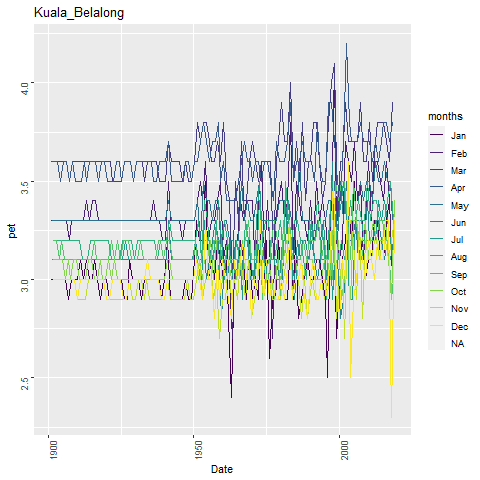 Kuala_Belalong
pet
4.0
3.5
3.0
2.5
1900
1950
2000
Date
months
Jan
Feb
Mar
Apr
May
Jun
Jul
Aug
Sep
Oct
Nov
Dec
NA